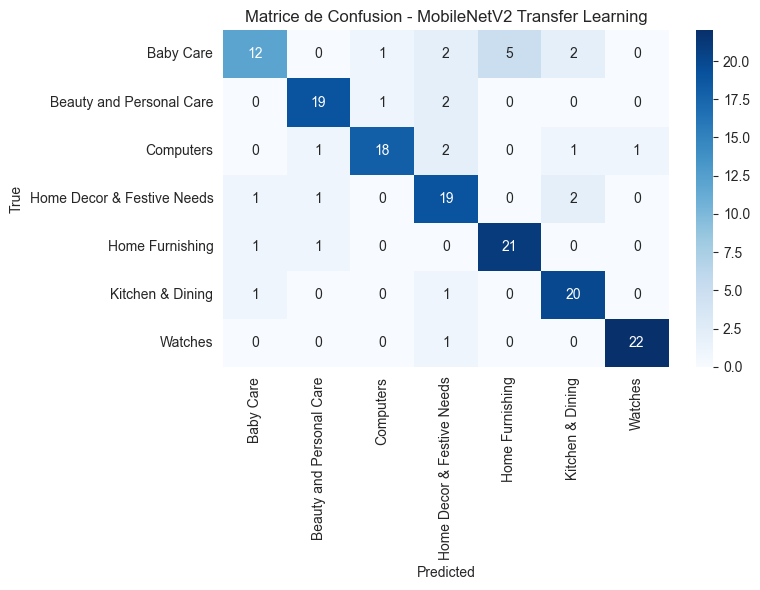 Matrice de Confusion - MobileNetV2 Transfer Learning
True
Baby Care 12 0 1 2 5 2 0
Beauty and Personal Care 0 19 1 2 0 0 0
Computers 0 1 18 2 0 1 1
Home Decor & Festive Needs 1 1 0 19 0 2 0
Home Furnishing 1 1 0 0 21 0 0
Kitchen & Dining 1 0 0 1 0 20 0
Watches 0 0 0 1 0 0 22
Baby Care
Beauty and Personal Care
Computers
Home Decor & Festive Needs
Home Furnishing
Kitchen & Dining
Watches
Predicted
20.0
17.5
15.0
12.5
10.0
7.5
5.0
2.5
0.0